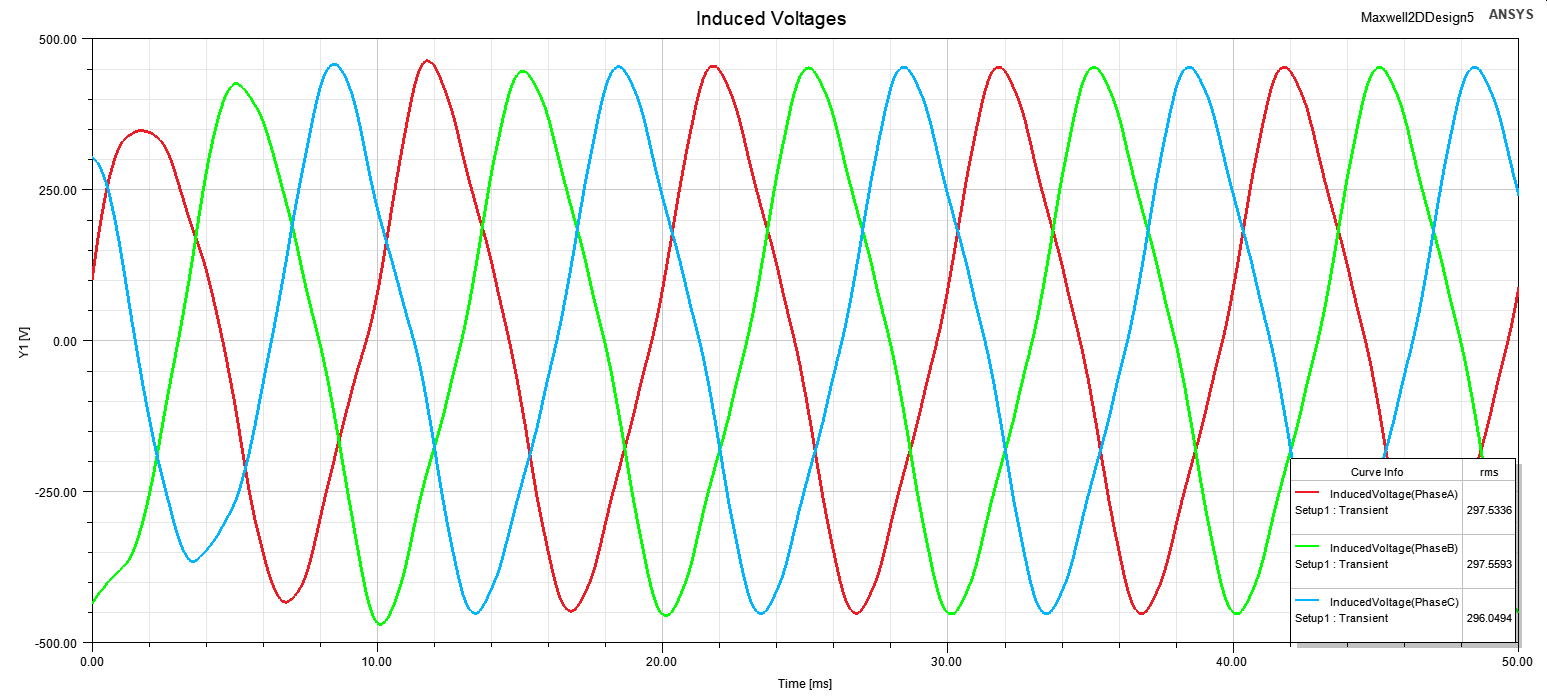 Induced Voltages
Maxwell2DDesign5
ANSYS
500.00
250.00
0.00
-250.00
-500.00
Y1 [V]
0.00 10.00 20.00 30.00 40.00 50.00
Time [ms]
Curve Info rms
InducedVoltage(PhaseA)
Setup1 : Transient 297.5336
InducedVoltage(PhaseB)
Setup1 : Transient 297.5593
InducedVoltage(PhaseC)
Setup1 : Transient 296.0494